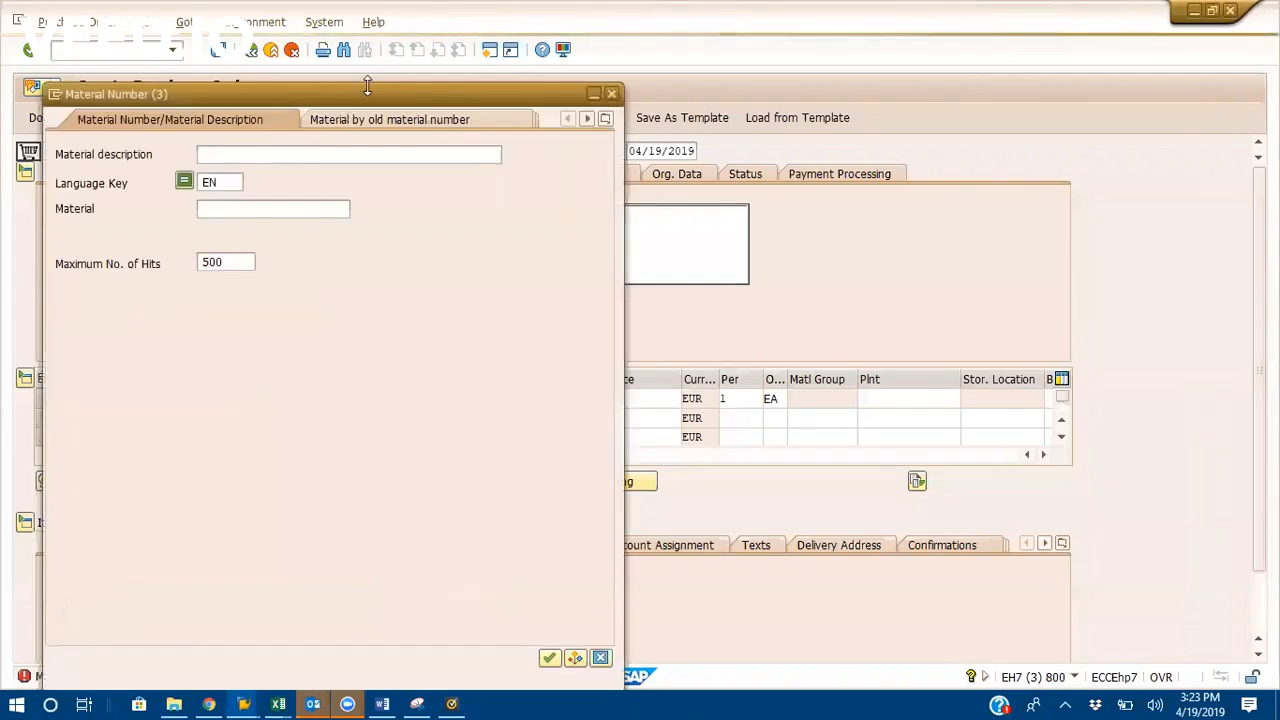 System Help
Material Number (3)
Material Number/Material Description Material by old material number
Save As Template Load from Template
Material description
04/19/2019
Language Key EN
Org. Data Status Payment Processing
Material
Maximum No. of Hits 500
Curr... Per O... Matl Group Plnt Stor. Location B
EUR 1 EA
EUR
EUR
Texts Delivery Address Confirmations
SAP
EH7 (3) 800 ECCEhp7 OVR
3:23 PM
4/19/2019